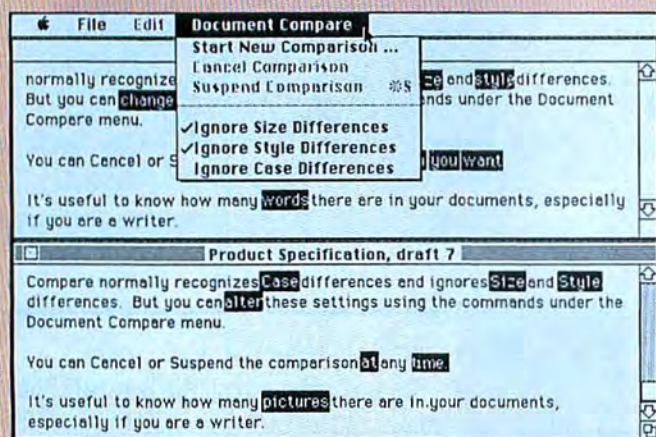 File Edit Document Compare
Start New Comparison ...
Cancel Comparison
Suspend Comparison ⌘S
✓Ignore Size Differences
✓Ignore Style Differences
Ignore Case Differences
normally recognize ze and style differences.
But you can change nds under the Document
Compare menu.
You can Cancel or S you want
It's useful to know how many words there are in your documents, especially
if you are a writer.
Product Specification, draft 7
Compare normally recognizes Case differences and ignores Size and Style
differences. But you can alter these settings using the commands under the
Document Compare menu.
You can Cancel or Suspend the comparison at any time.
It's useful to know how many pictures there are in your documents,
especially if you are a writer.